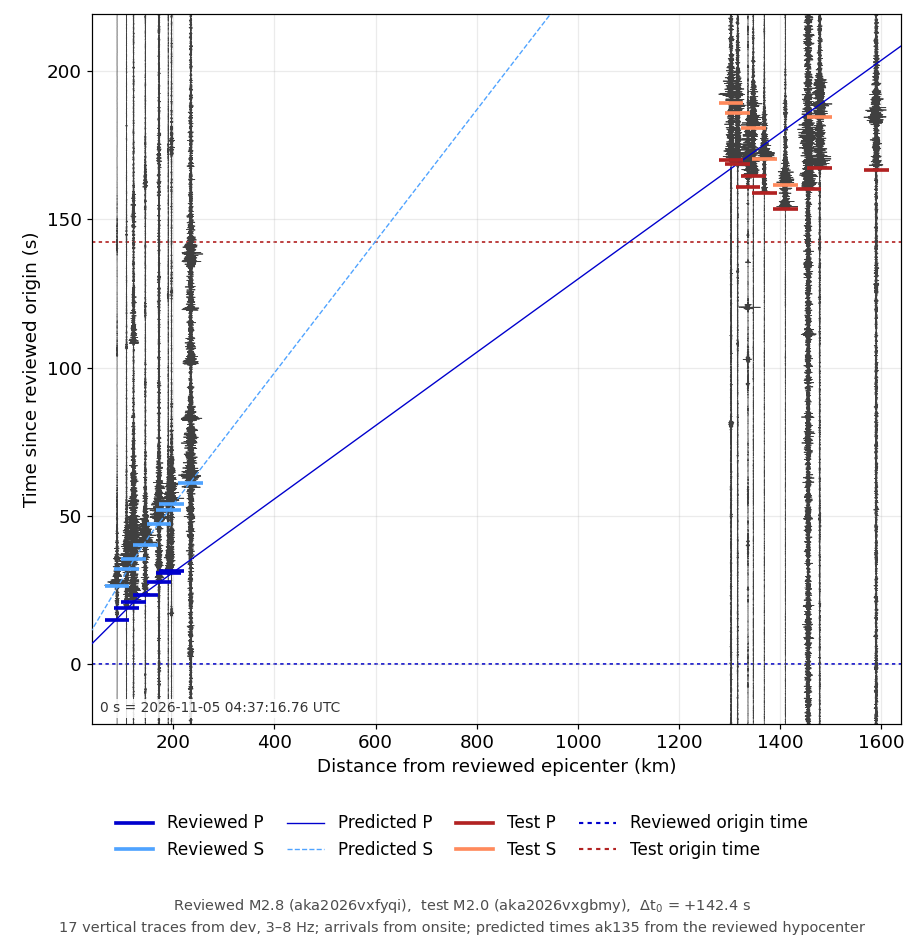 200
150
100
50
0
Time since reviewed origin (s)
0 s = 2026-11-05 04:37:16.76 UTC
200 400 600 800 1000 1200 1400 1600
Distance from reviewed epicenter (km)
Reviewed P Predicted P Test P Reviewed origin time
Reviewed S Predicted S Test S Test origin time
Reviewed M2.8 (aka2026vxfyqi), test M2.0 (aka2026vxgbmy), Δt₀ = +142.4 s
17 vertical traces from dev, 3–8 Hz; arrivals from onsite; predicted times ak135 from the reviewed hypocenter